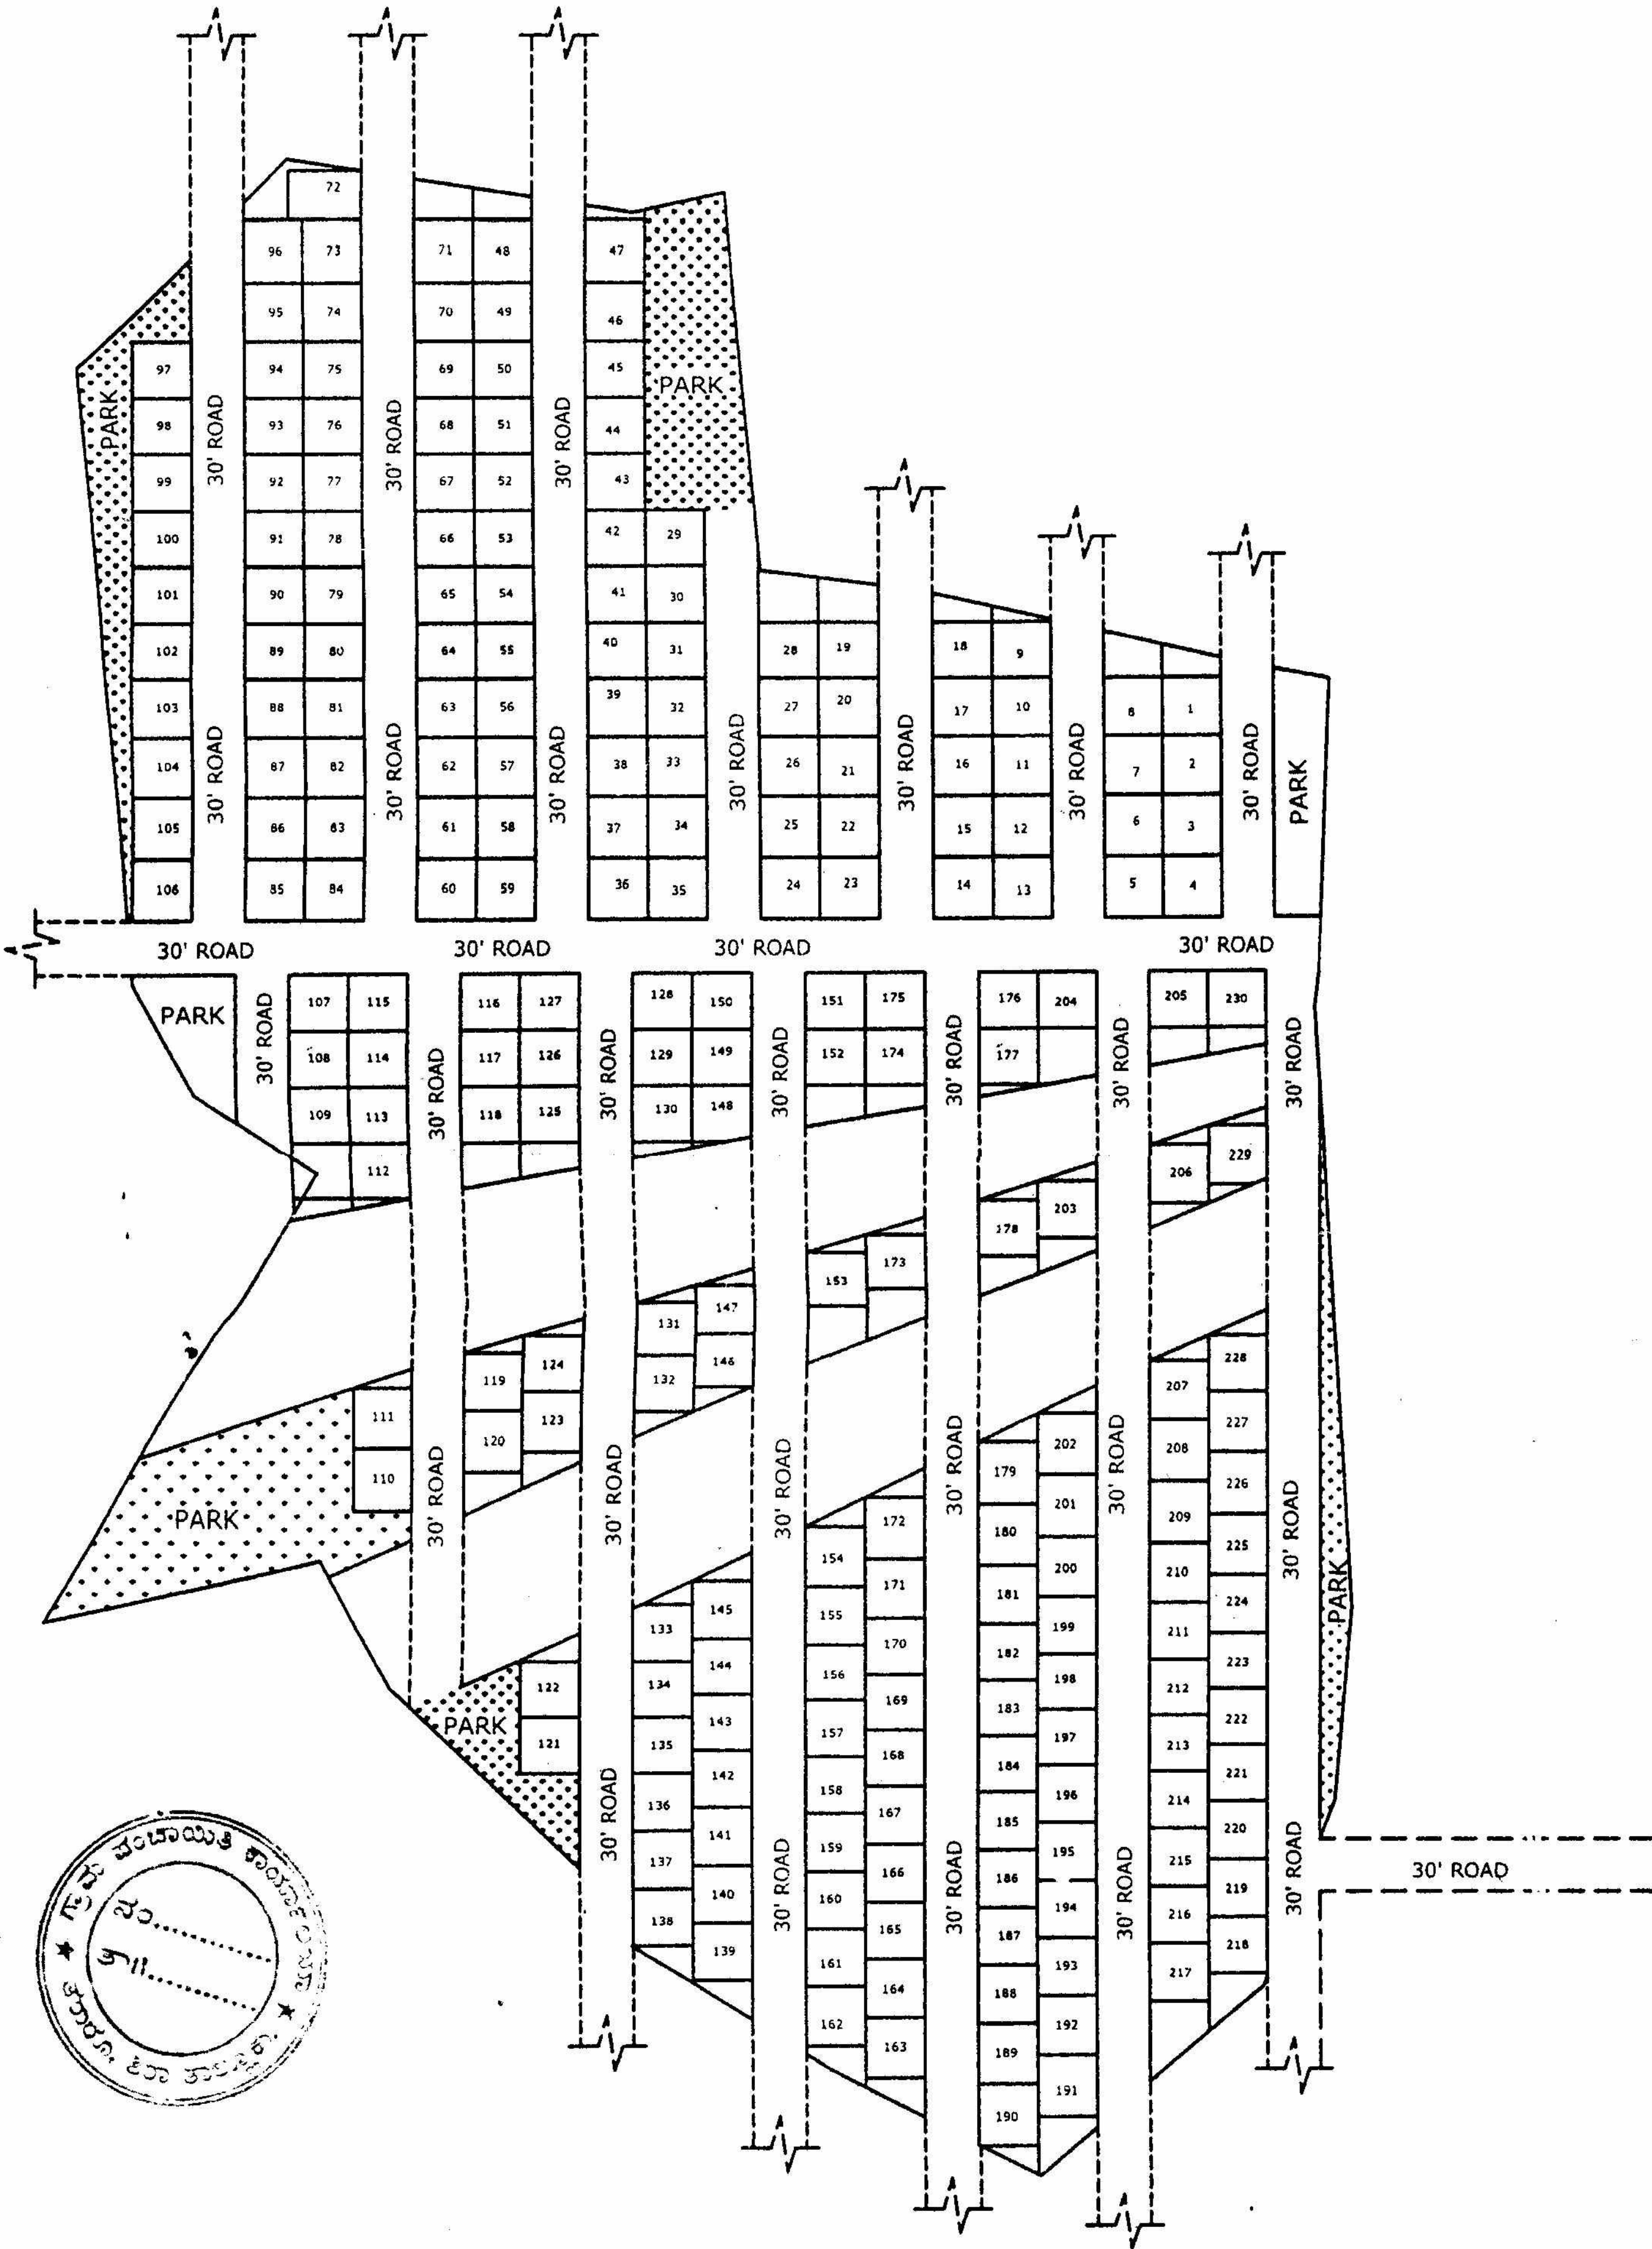 72
96 73 71 48 47
95 74 70 49 46
97 94 75 69 50 45 PARK
PARK 98 30' ROAD 93 76 30' ROAD 68 51 30' ROAD 44
99 92 77 67 52 43
100 91 78 66 53 42 29
101 90 79 65 54 41 30
102 89 80 64 55 40 31 28 19 18 9
103 88 81 63 56 39 32 27 20 17 10 8 1
104 30' ROAD 87 82 30' ROAD 62 57 30' ROAD 38 33 30' ROAD 26 21 30' ROAD 16 11 30' ROAD 7 2 30' ROAD PARK
105 86 83 61 58 37 34 25 22 15 12 6 3
106 85 84 60 59 36 35 24 23 14 13 5 4
30' ROAD 30' ROAD 30' ROAD 30' ROAD
PARK 30' ROAD 107 115 116 127 128 150 151 175 176 204 205 230
108 114 30' ROAD 117 126 30' ROAD 129 149 30' ROAD 152 174 30' ROAD 177 30' ROAD 30' ROAD
109 113 118 125 130 148
112 206 229
178 203
153 173
131 147
119 124 132 146 207 228
111 120 123 208 227
110 30' ROAD 30' ROAD 30' ROAD 30' ROAD 179 202 30' ROAD 209 226 30' ROAD
PARK 154 172 180 201 210 225 PARK
133 145 155 171 181 200 211 224
122 134 144 156 170 182 199 212 223
PARK 121 135 143 157 169 183 198 213 222
30' ROAD 136 142 158 168 184 197 214 221
137 141 159 167 185 196 215 220 30' ROAD 30' ROAD
138 140 30' ROAD 160 166 30' ROAD 186 195 30' ROAD 216 219
139 161 165 187 194 217 218
162 164 188 193
163 189 192
190 191
ಗ್ರಾಮ ಪಂಚಾಯಿತಿ ಕಾರ್ಯಾಲಯ
ನಂ..............
ತಾ||..............